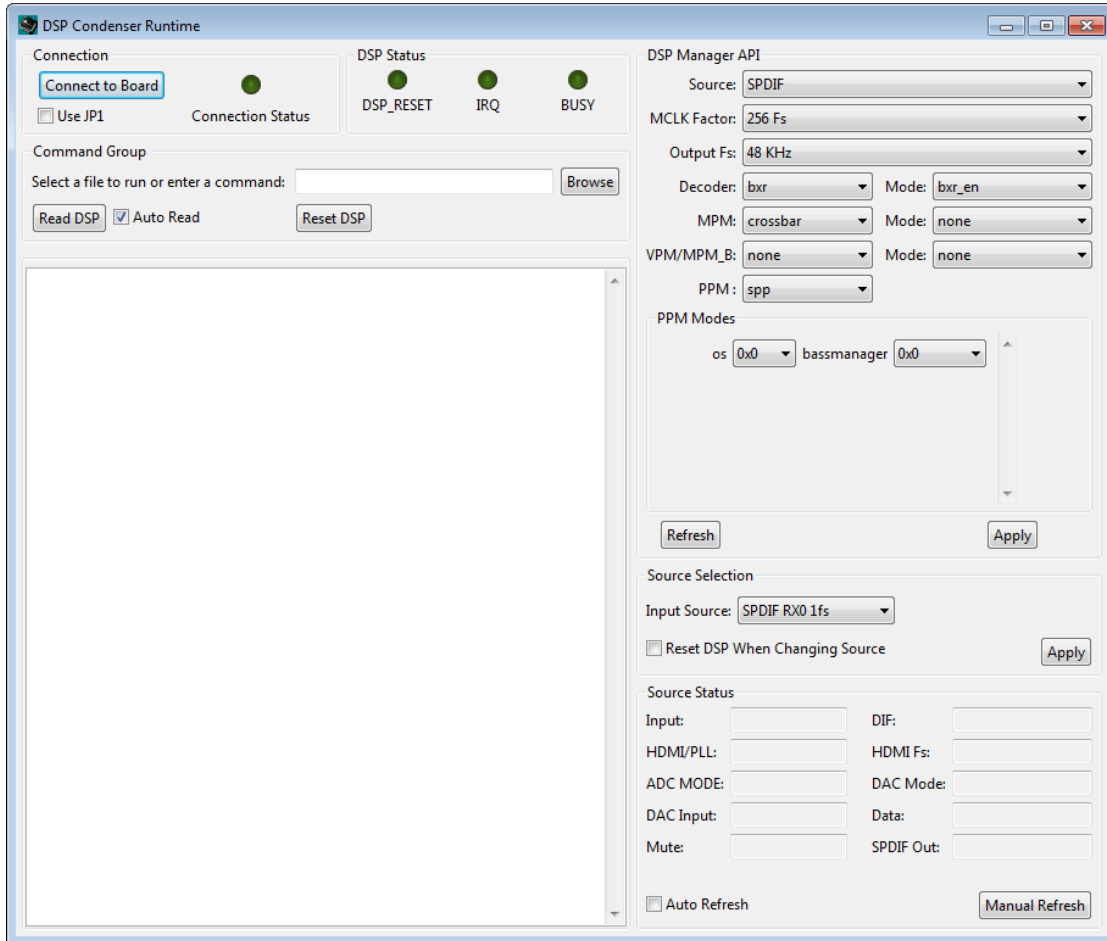 DSP Condenser Runtime
Connection
Connect to Board
Use JP1
Connection Status
DSP Status
DSP_RESET IRQ BUSY
Command Group
Select a file to run or enter a command: Browse
Read DSP Auto Read Reset DSP
DSP Manager API
Source: SPDIF
MCLK Factor: 256 Fs
Output Fs: 48 KHz
Decoder: bxr Mode: bxr_en
MPM: crossbar Mode: none
VPM/MPM_B: none Mode: none
PPM : spp
PPM Modes
os 0x0 bassmanager 0x0
Refresh Apply
Source Selection
Input Source: SPDIF RX0 1fs
Reset DSP When Changing Source Apply
Source Status
Input: DIF:
HDMI/PLL: HDMI Fs:
ADC MODE: DAC Mode:
DAC Input: Data:
Mute: SPDIF Out:
Auto Refresh Manual Refresh